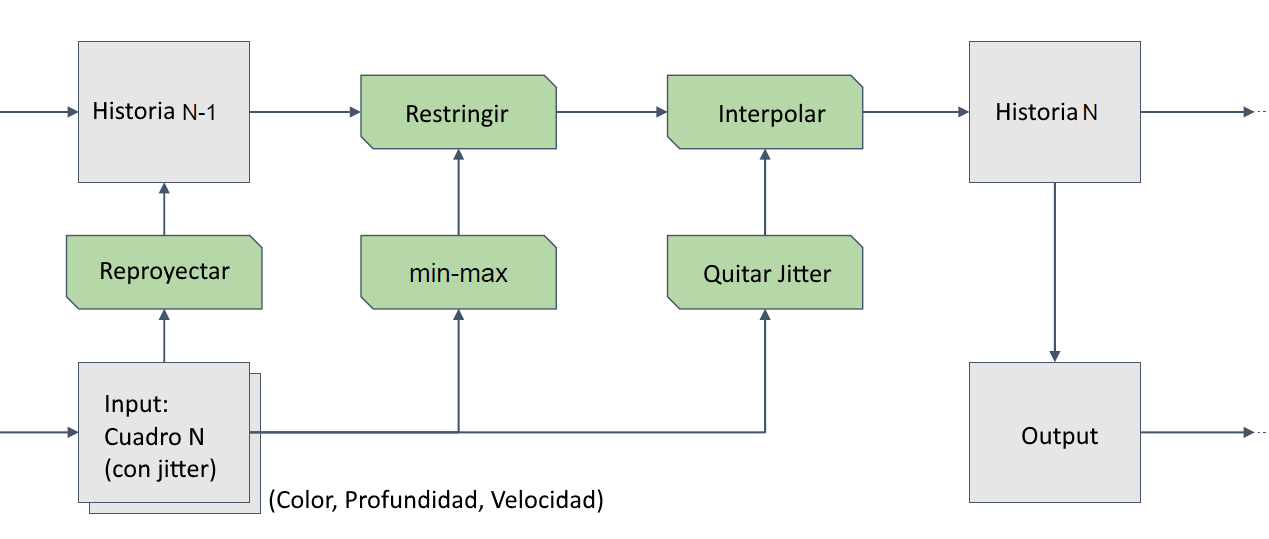 Historia N-1
Restringir
Interpolar
Historia N
Reproyectar
min-max
Quitar Jitter
Input:
Cuadro N
(con jitter)
Output
(Color, Profundidad, Velocidad)